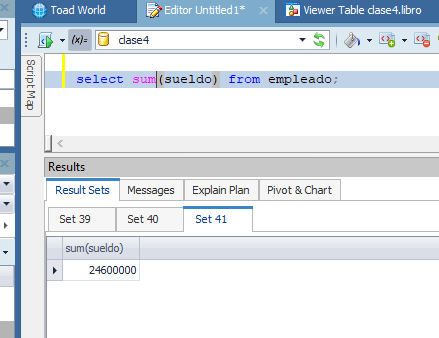 Toad World
Editor Untitled1*
Viewer Table clase4.libro
(x)=
clase4
Script Map
select sum(sueldo) from empleado;
Results
Result Sets
Messages
Explain Plan
Pivot & Chart
Set 39
Set 40
Set 41
sum(sueldo)
24600000